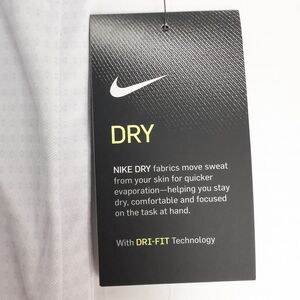 DRY
NIKE DRY fabrics move sweat
from your skin for quicker
evaporation—helping you stay
dry, comfortable and focused
on the task at hand.
With DRI-FIT Technology